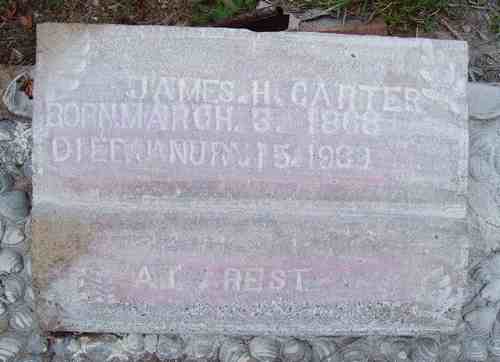 JAMES. H. CARTER
BORN.MARCH. 3. 1868
DIED.JANURY.15.1933
AT REST